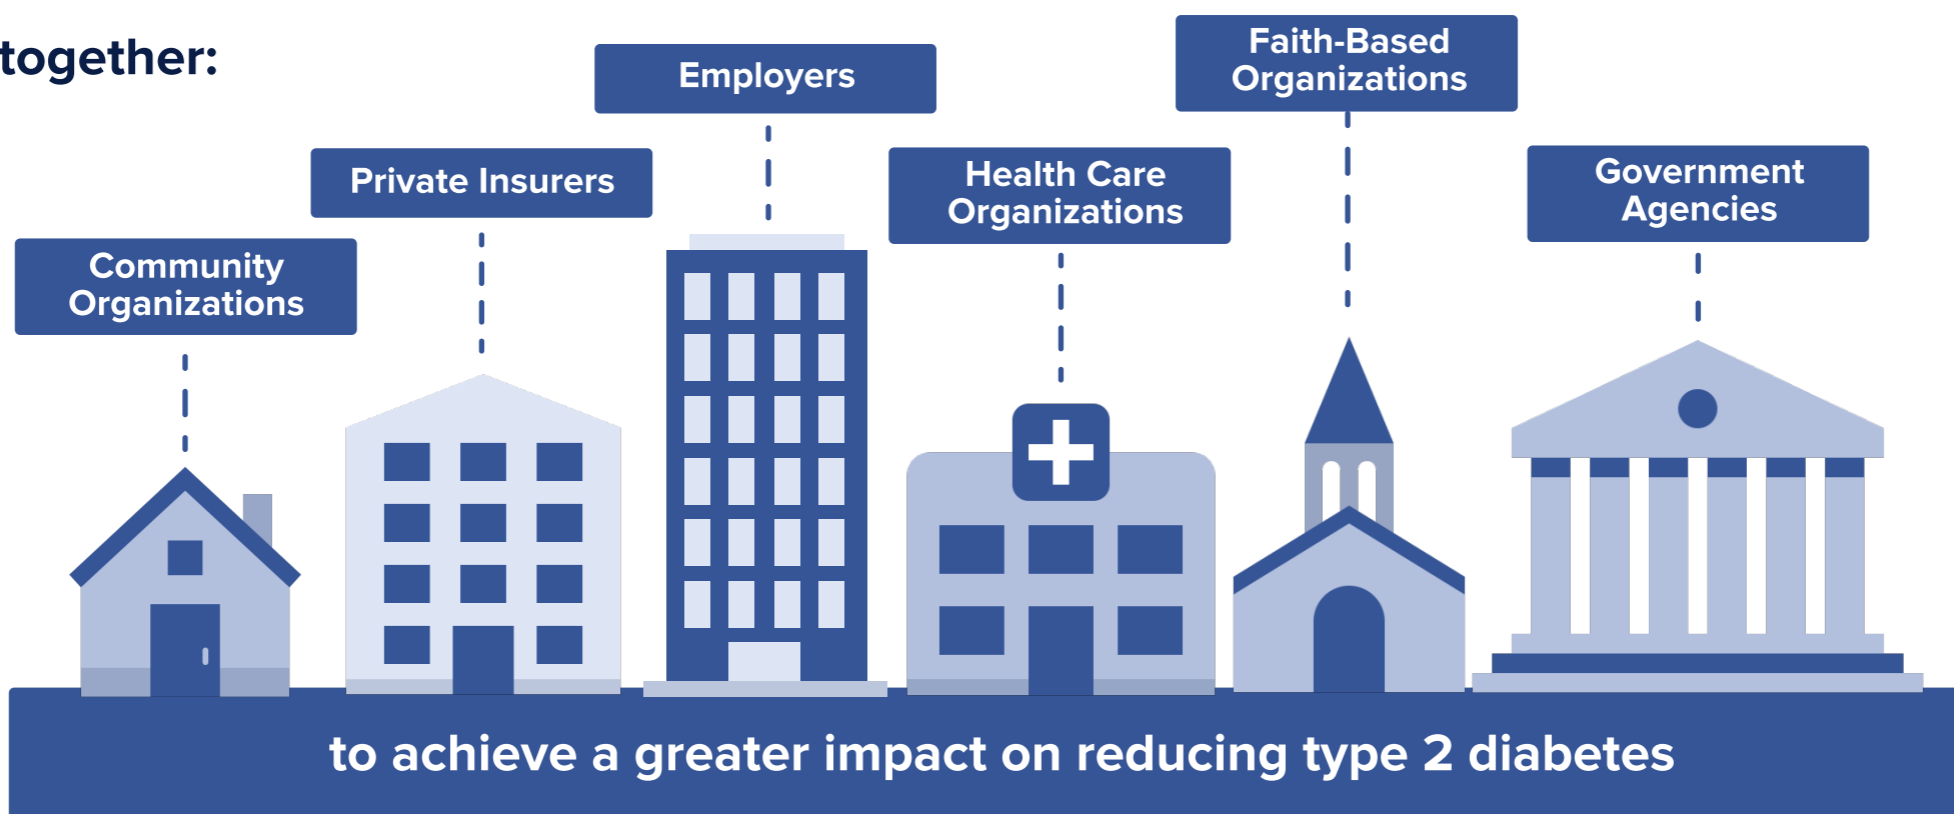 together:
Community
Organizations
Private Insurers
Employers
Health Care
Organizations
Faith-Based
Organizations
Government
Agencies
to achieve a greater impact on reducing type 2 diabetes